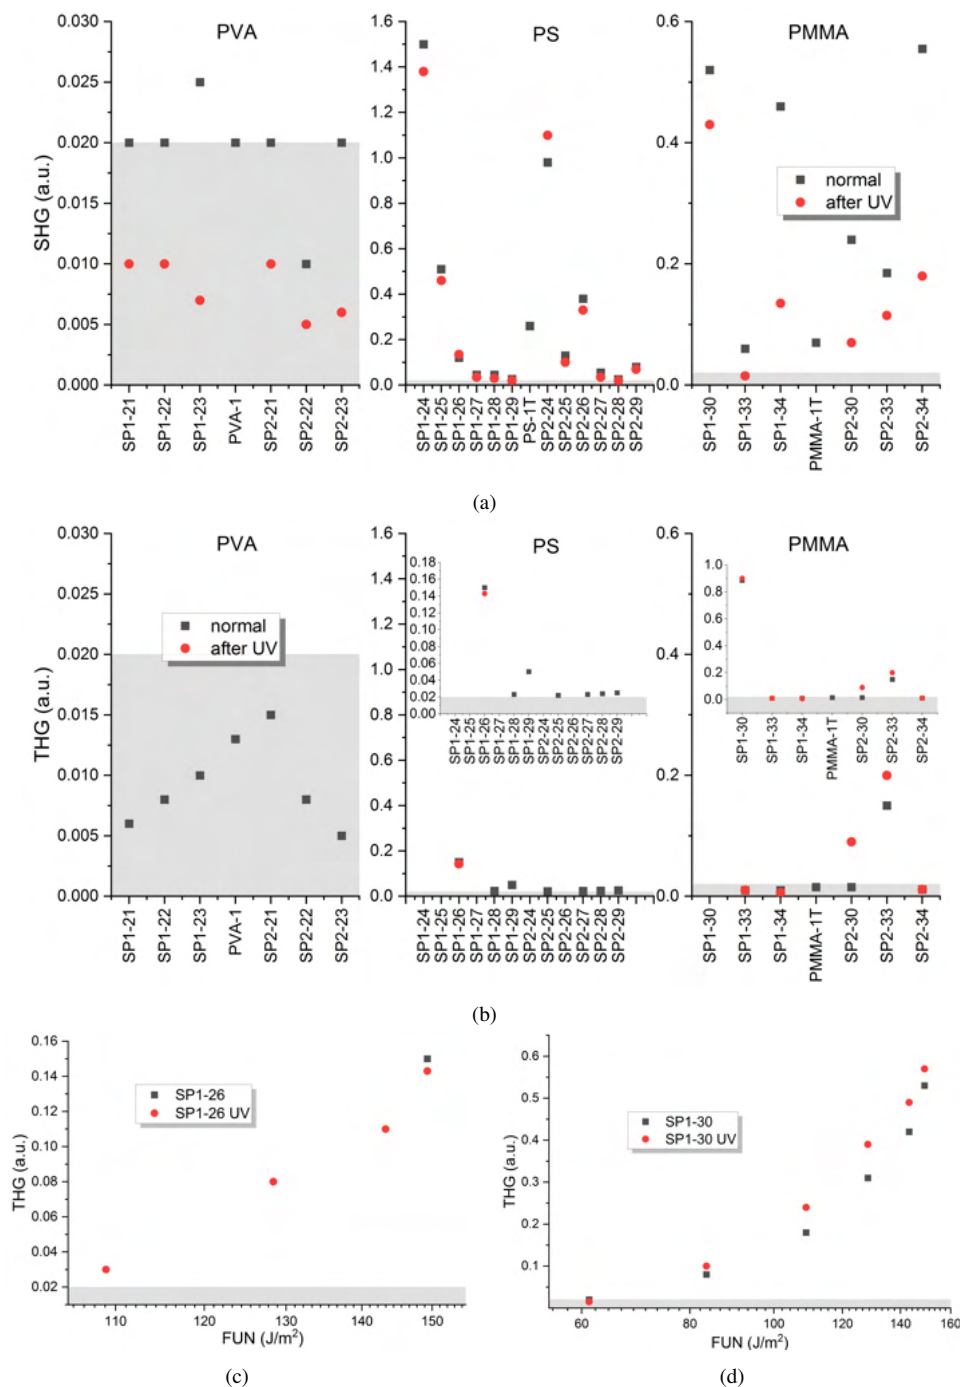 PVA
PS
PMMA
SHG (a.u.)
0.030
0.025
0.020
0.015
0.010
0.005
0.000
1.6
1.4
1.2
1.0
0.8
0.6
0.4
0.2
0.0
0.6
0.4
0.2
0.0
normal
after UV
SP1-21
SP1-22
SP1-23
PVA-1
SP2-21
SP2-22
SP2-23
SP1-24
SP1-25
SP1-26
SP1-27
SP1-28
SP1-29
PS-1T
SP2-24
SP2-25
SP2-26
SP2-27
SP2-28
SP2-29
SP1-30
SP1-33
SP1-34
PMMA-1T
SP2-30
SP2-33
SP2-34
(a)
PVA
PS
PMMA
THG (a.u.)
0.030
0.025
0.020
0.015
0.010
0.005
0.000
normal
after UV
1.6
1.4
1.2
1.0
0.8
0.6
0.4
0.2
0.0
0.18
0.16
0.14
0.12
0.10
0.08
0.06
0.04
0.02
0.00
SP1-24
SP1-25
SP1-26
SP1-27
SP1-28
SP1-29
SP2-24
SP2-25
SP2-26
SP2-27
SP2-28
SP2-29
0.6
0.4
0.2
0.0
1.0
0.8
0.6
0.4
0.2
0.0
SP1-30
SP1-33
SP1-34
PMMA-1T
SP2-30
SP2-33
SP2-34
SP1-21
SP1-22
SP1-23
PVA-1
SP2-21
SP2-22
SP2-23
SP1-24
SP1-25
SP1-26
SP1-27
SP1-28
SP1-29
SP2-24
SP2-25
SP2-26
SP2-27
SP2-28
SP2-29
SP1-30
SP1-33
SP1-34
PMMA-1T
SP2-30
SP2-33
SP2-34
(b)
THG (a.u.)
0.16
0.14
0.12
0.10
0.08
0.06
0.04
0.02
SP1-26
SP1-26 UV
110
120
130
140
150
FUN (J/m²)
(c)
THG (a.u.)
0.6
0.5
0.4
0.3
0.2
0.1
SP1-30
SP1-30 UV
60
80
100
120
140
160
FUN (J/m²)
(d)